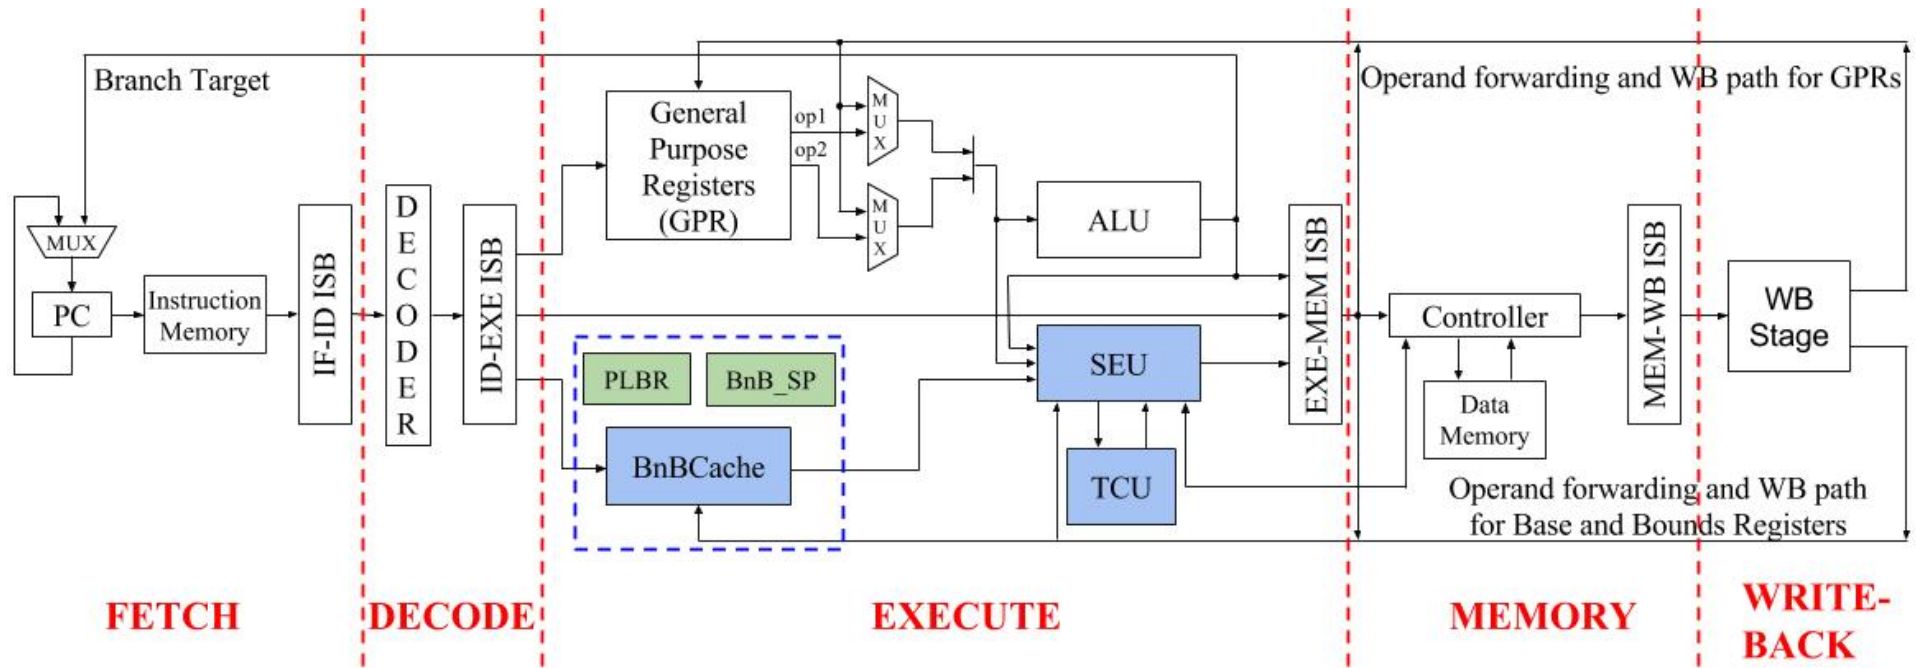 Branch Target
MUX
PC
Instruction
Memory
IF-ID ISB
DECODER
ID-EXE ISB
General
Purpose
Registers
(GPR)
op1
op2
MUX
MUX
ALU
PLBR
BnB_SP
BnBCache
SEU
TCU
EXE-MEM ISB
Operand forwarding and WB path for GPRs
Controller
Data
Memory
MEM-WB ISB
WB
Stage
Operand forwarding and WB path
for Base and Bounds Registers
FETCH
DECODE
EXECUTE
MEMORY
WRITE-
BACK